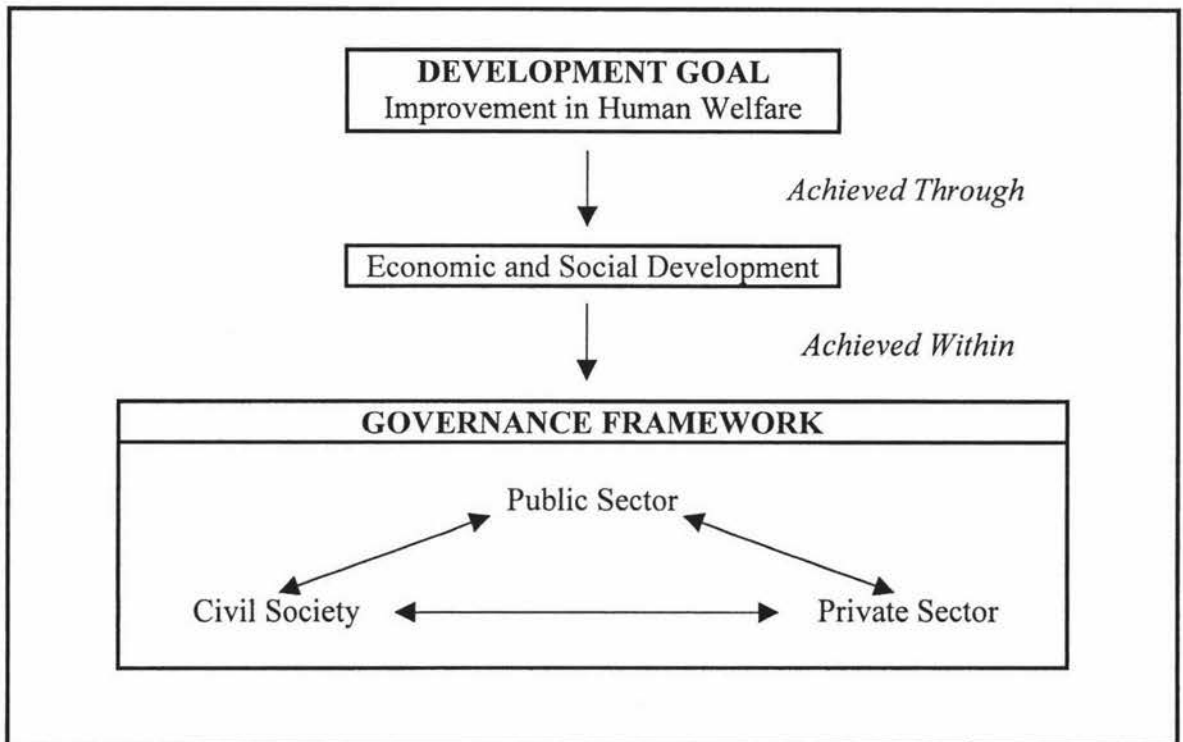 DEVELOPMENT GOAL
Improvement in Human Welfare
Achieved Through
Economic and Social Development
Achieved Within
GOVERNANCE FRAMEWORK
Public Sector
Civil Society
Private Sector